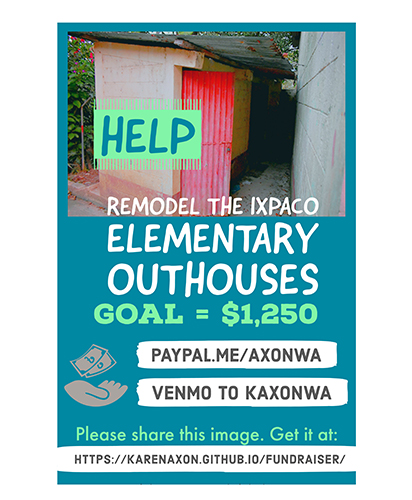 HELP
REMODEL THE IXPACO
ELEMENTARY
OUTHOUSES
GOAL = $1,250
PAYPAL.ME/AXONWA
VENMO TO KAXONWA
Please share this image. Get it at:
HTTPS://KARENAXON.GITHUB.IO/FUNDRAISER/